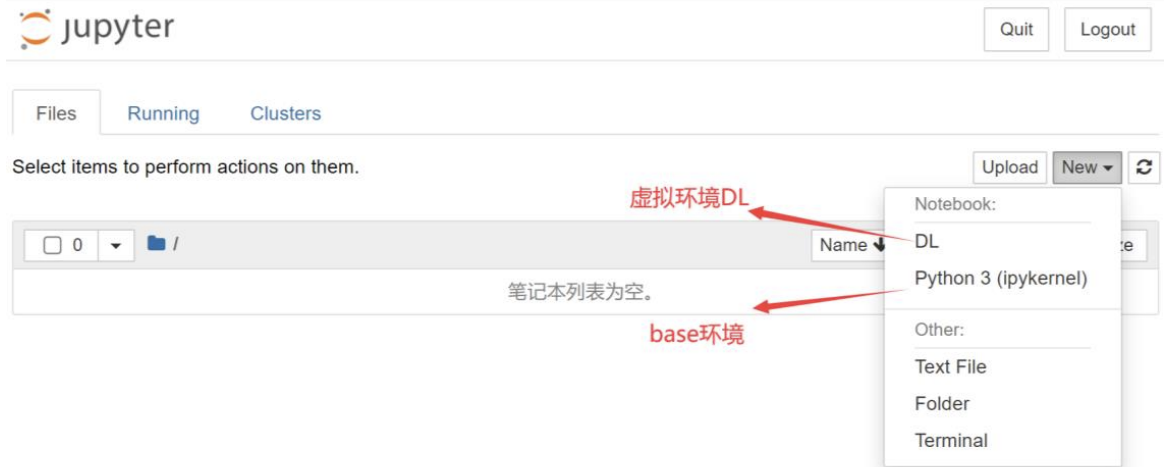 jupyter
Quit
Logout
Files
Running
Clusters
Select items to perform actions on them.
Upload
New
虚拟环境DL
Notebook:
0
/
Name
DL
ze
Python 3 (ipykernel)
笔记本列表为空。
base环境
Other:
Text File
Folder
Terminal